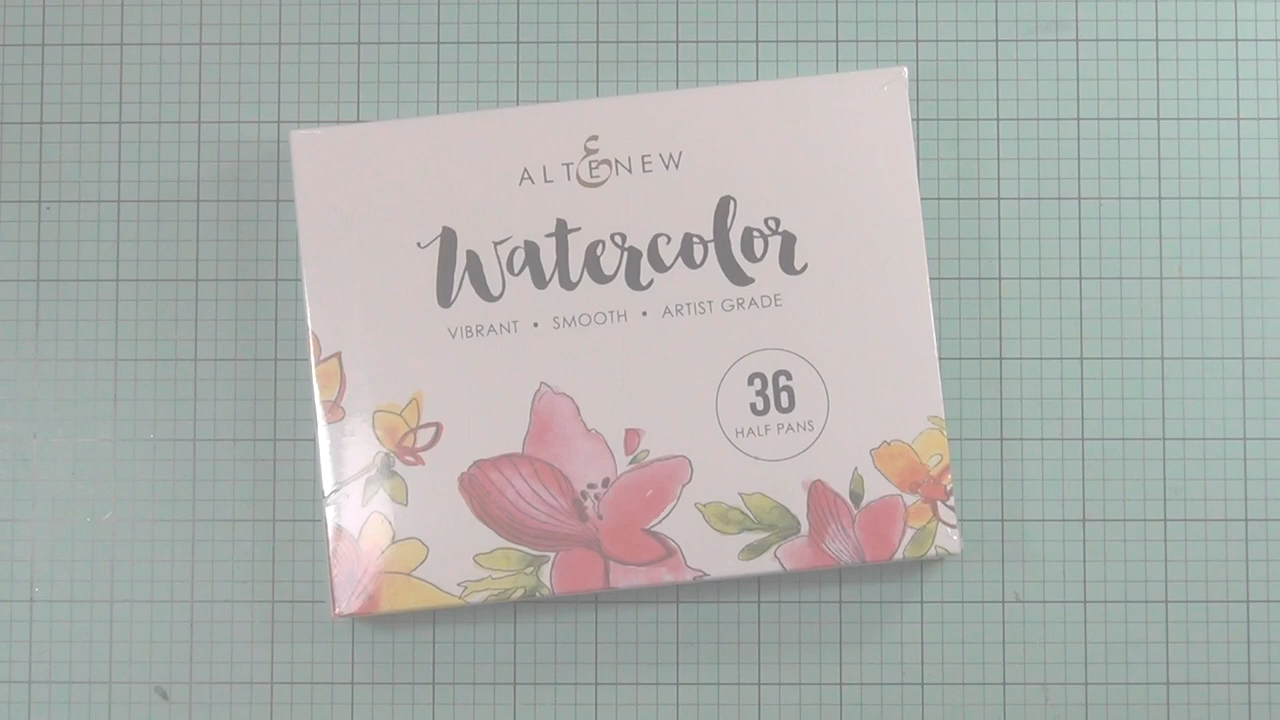 ALTENEW
Watercolor
VIBRANT • SMOOTH • ARTIST GRADE
36
HALF PANS